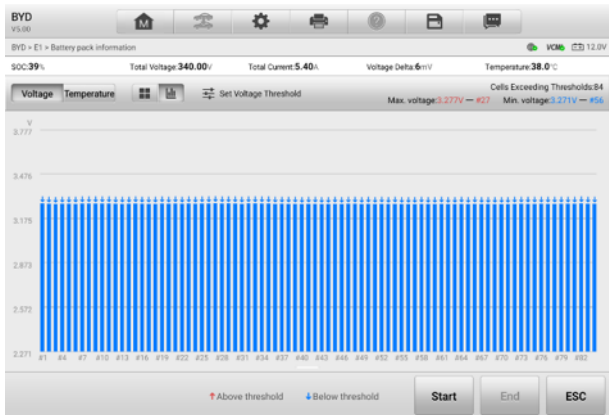 BYD
V5.00
M
BYD > E1 > Battery pack information
VCMI 12.0V
SOC:39% Total Voltage:340.00V Total Current:5.40A Voltage Delta:6mV Temperature:38.0°C
Voltage Temperature Set Voltage Threshold
Cells Exceeding Thresholds:84
Max. voltage:3.277V — #27 Min. voltage:3.271V — #56
V
3.777
3.476
3.175
2.873
2.572
2.271 #1 #4 #7 #10 #13 #16 #19 #22 #25 #28 #31 #34 #37 #40 #43 #46 #49 #52 #55 #58 #61 #64 #67 #70 #73 #76 #79 #82
↑Above threshold ↓Below threshold Start End ESC